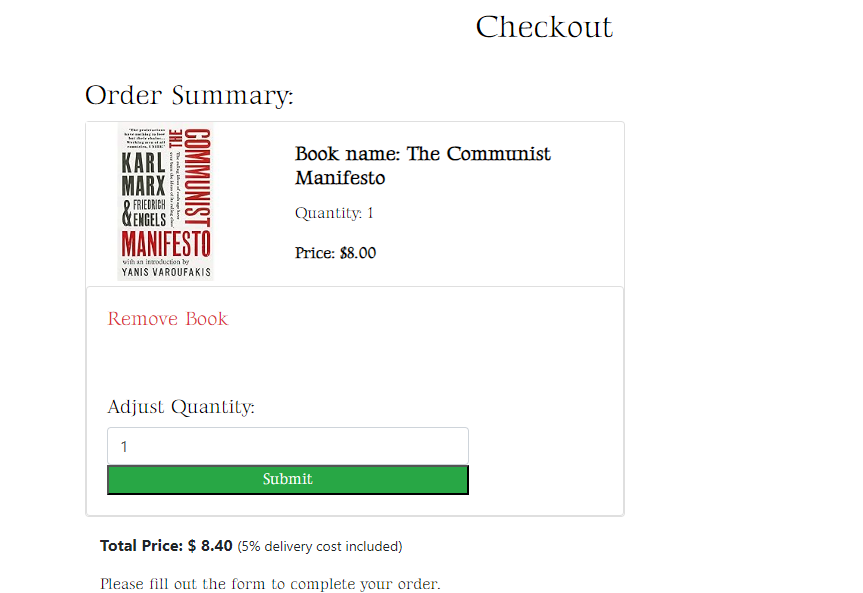 Checkout
Order Summary:
KARL
MARX
& FRIEDRICH
ENGELS
THE
COMMUNIST
MANIFESTO
with an introduction by
YANIS VAROUFAKIS
Book name: The Communist
Manifesto
Quantity: 1
Price: $8.00
Remove Book
Adjust Quantity:
1
Submit
Total Price: $ 8.40 (5% delivery cost included)
Please fill out the form to complete your order.